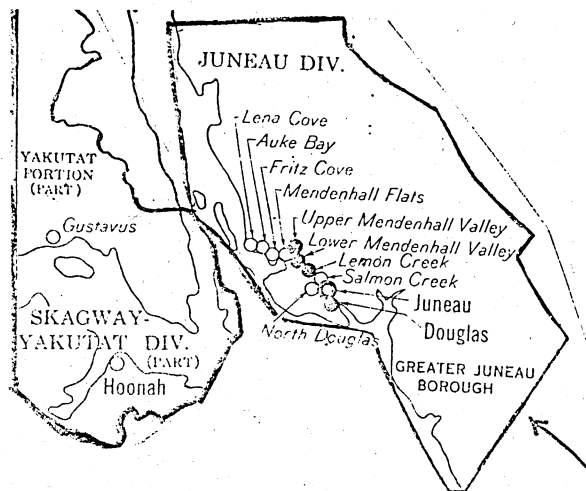 JUNEAU DIV.
Lena Cove
Auke Bay
Fritz Cove
Mendenhall Flats
Upper Mendenhall Valley
Lower Mendenhall Valley
Lemon Creek
Salmon Creek
Juneau
Douglas
North Douglas
GREATER JUNEAU
BOROUGH
YAKUTAT
PORTION
(PART)
Gustavus
SKAGWAY-
YAKUTAT DIV.
(PART)
Hoonah